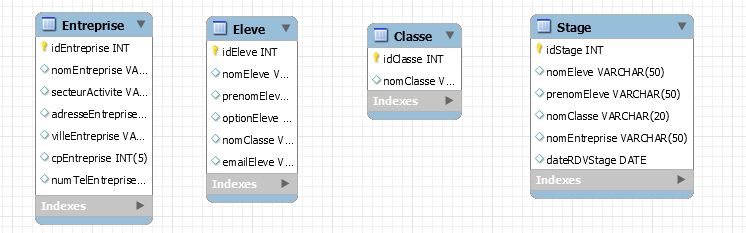 Entreprise
idEntreprise INT
nomEntreprise VA...
secteurActivite VA...
adresseEntreprise...
villeEntreprise VA...
cpEntreprise INT(5)
numTelEntreprise...
Indexes
Eleve
idEleve INT
nomEleve V...
prenomElev...
optionEleve ...
nomClasse V...
emailEleve V...
Indexes
Classe
idClasse INT
nomClasse V...
Indexes
Stage
idStage INT
nomEleve VARCHAR(50)
prenomEleve VARCHAR(50)
nomClasse VARCHAR(20)
nomEntreprise VARCHAR(50)
dateRDVStage DATE
Indexes